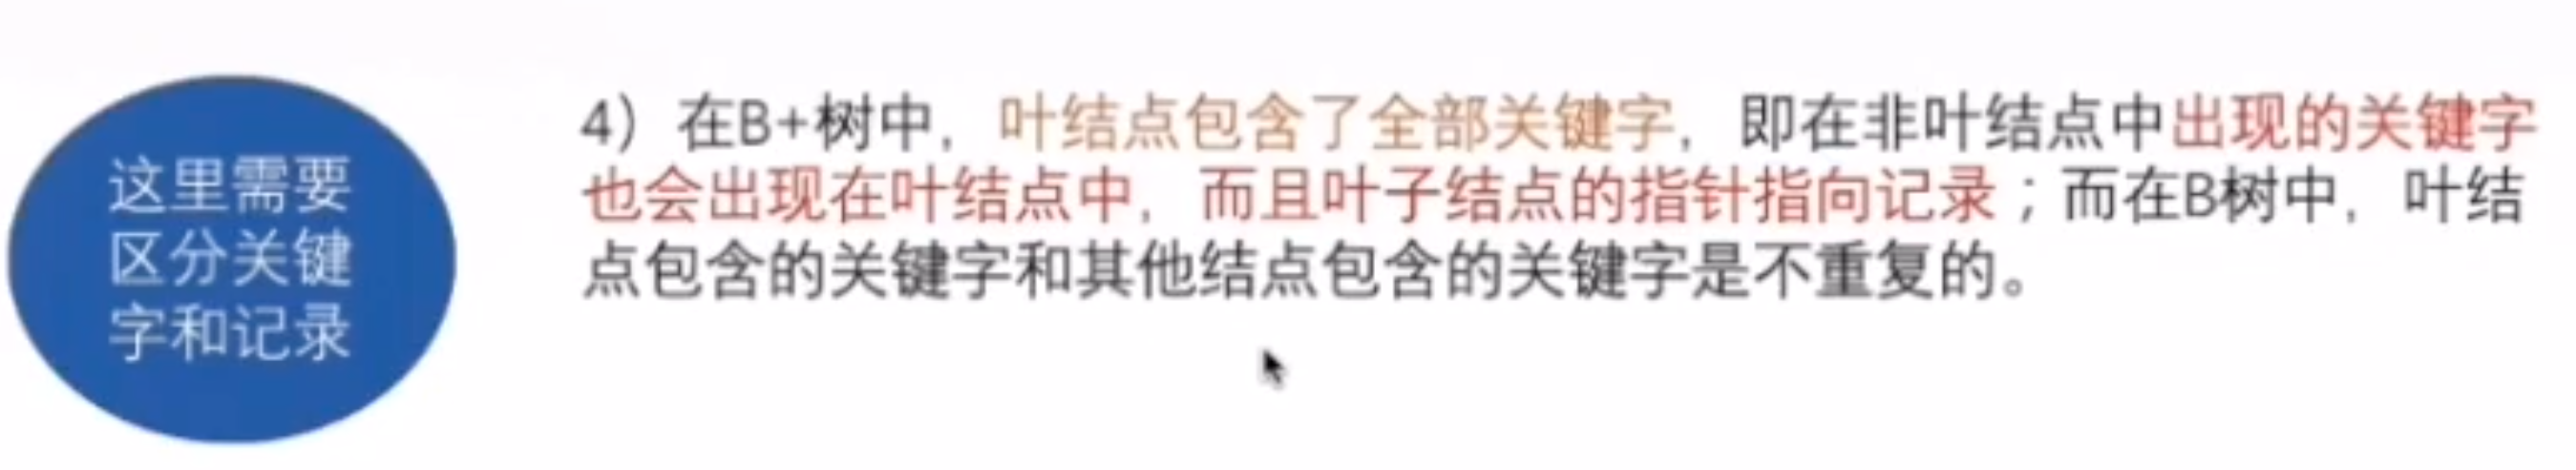 这里需要
区分关键
字和记录
4）在B+树中，叶结点包含了全部关键字，即在非叶结点中出现的关键字
也会出现在叶结点中，而且叶子结点的指针指向记录；而在B树中，叶结
点包含的关键字和其他结点包含的关键字是不重复的。